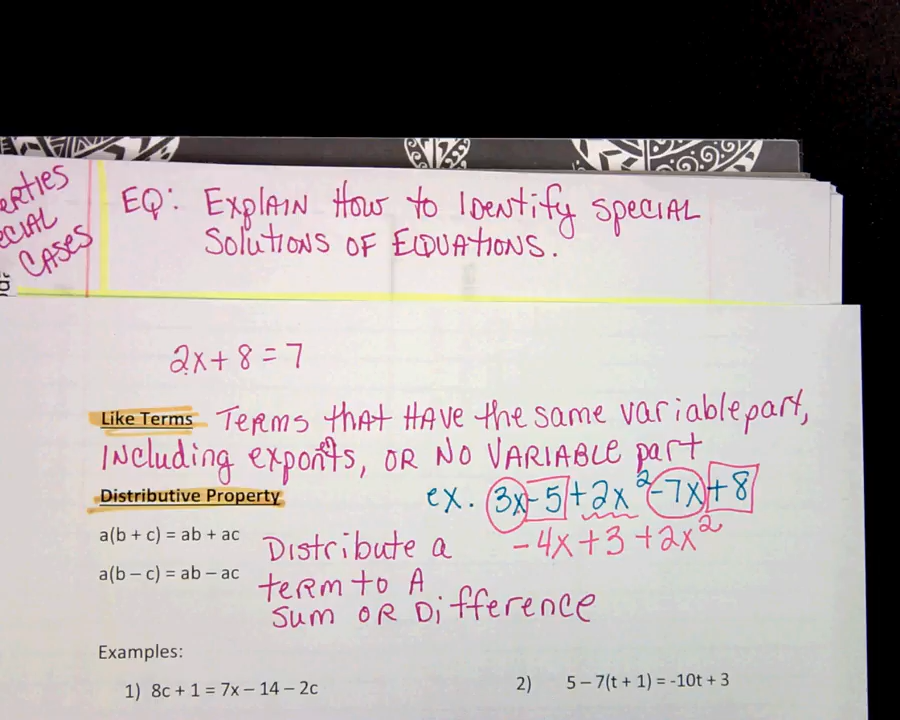 ERTIES
ECIAL
CASES
EQ: EXPLAIN HOW to IDENtify SPECIAL
SOLUTIONS OF EQUATIONS.
2x + 8 = 7
Like Terms TERMS that HAVE the same variable part,
INcluding exponets, OR NO VARIABLE part
Distributive Property
ex. 3x - 5 + 2x² - 7x + 8
- 4x + 3 + 2x²
a(b + c) = ab + ac
a(b – c) = ab – ac
Distribute a
teRm to A
Sum OR Difference
Examples:
1) 8c + 1 = 7x – 14 – 2c
2) 5 – 7(t + 1) = -10t + 3